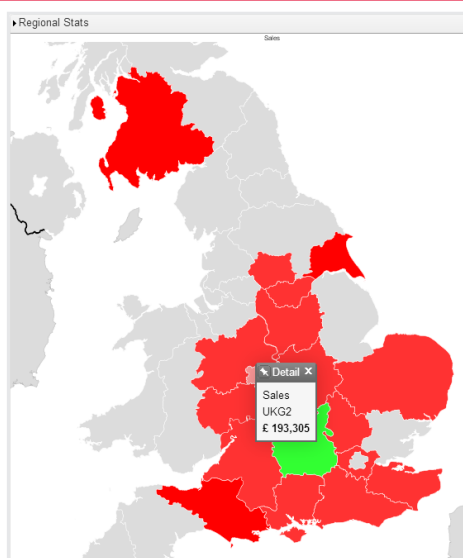 Regional Stats
Sales
Detail
Sales
UKG2
£ 193,305